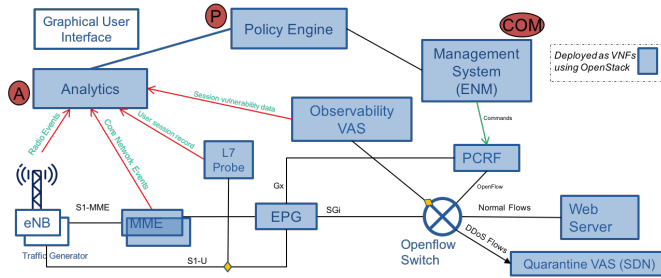 Graphical User
Interface
P
Policy Engine
COM
Management
System
(ENM)
Deployed as VNFs
using OpenStack
A
Analytics
Session vulnerability data
Observability
VAS
Radio Events
Core Network Events
User session record
L7
Probe
Commands
PCRF
Gx
OpenFlow
eNB
S1-MME
MME
EPG
SGi
Normal Flows
Web
Server
Traffic Generator
S1-U
Openflow
Switch
DDoS Flows
Quarantine VAS (SDN)